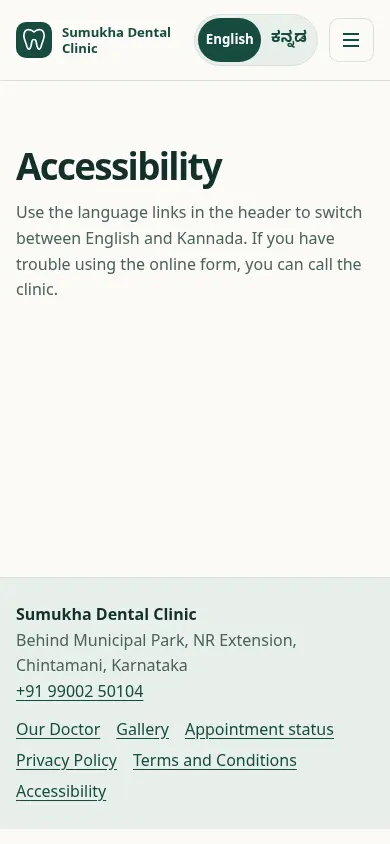 Sumukha Dental
Clinic
English
ಕನ್ನಡ
Accessibility
Use the language links in the header to switch
between English and Kannada. If you have
trouble using the online form, you can call the
clinic.
Sumukha Dental Clinic
Behind Municipal Park, NR Extension,
Chintamani, Karnataka
+91 99002 50104
Our Doctor Gallery Appointment status
Privacy Policy Terms and Conditions
Accessibility